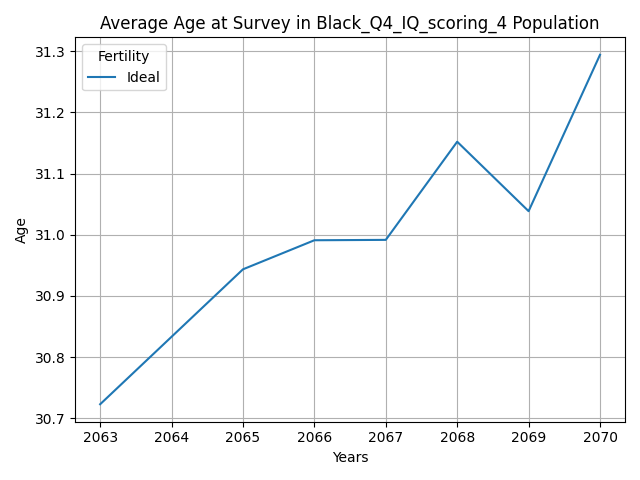 Average Age at Survey in Black_Q4_IQ_scoring_4 Population
Fertility
Ideal
31.3
31.2
31.1
31.0
30.9
30.8
30.7
Age
2063 2064 2065 2066 2067 2068 2069 2070
Years